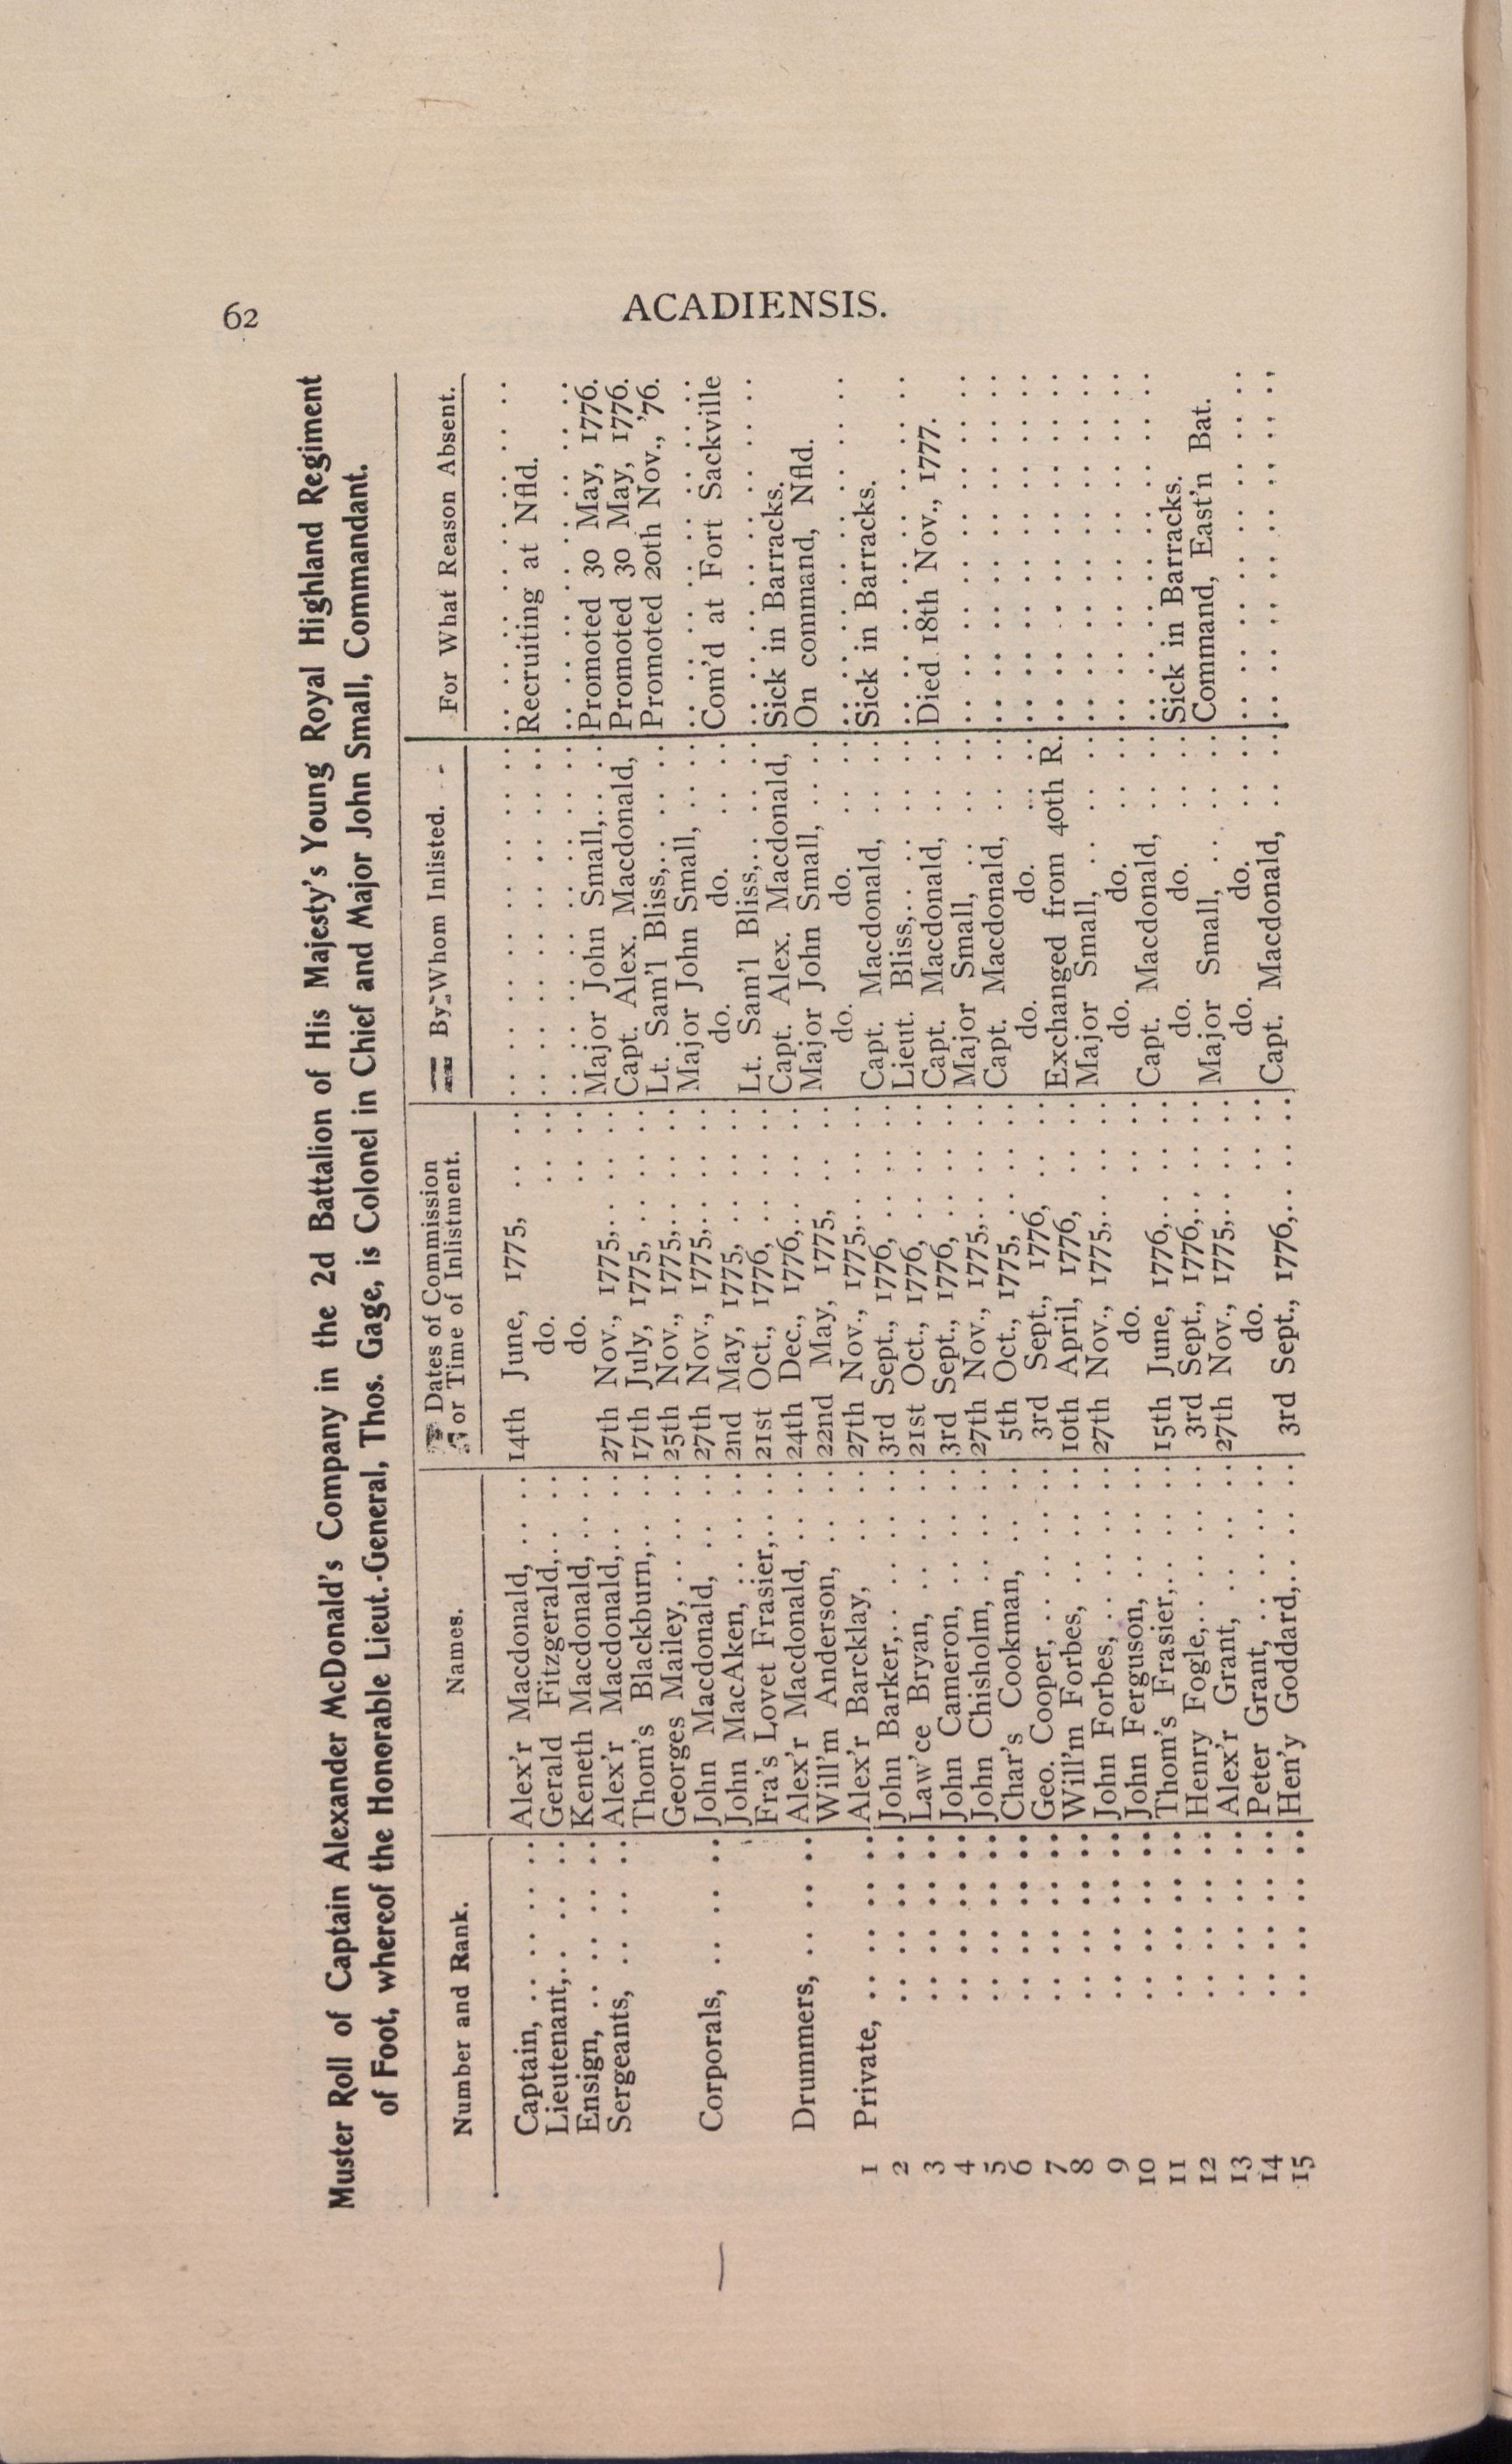 62 ACADIENSIS.
Muster Roll of Captain Alexander McDonald's Company in the 2d Battalion of His Majesty's Young Royal Highland Regiment
of Foot, whereof the Honorable Lieut.-General, Thos. Gage, is Colonel in Chief and Major John Small, Commandant.
Number and Rank. Names. Dates of Commission or Time of Inlistment. By Whom Inlisted. For What Reason Absent.
Captain, .. Alex'r Macdonald, .. 14th June, 1775, ..
Lieutenant, .. Gerald Fitzgerald, .. do. .. Recruiting at Nfld.
Ensign, .. Keneth Macdonald, .. do. ..
Sergeants, .. Alex'r Macdonald, .. 27th Nov., 1775, .. Major John Small, .. Promoted 30 May, 1776.
Thom's Blackburn, .. 17th July, 1775, .. Capt. Alex. Macdonald, Promoted 30 May, 1776.
Georges Mailey, .. 25th Nov., 1775, .. Lt. Sam'l Bliss, .. Promoted 20th Nov., '76.
Corporals, .. John Macdonald, .. 27th Nov., 1775, .. Major John Small, ..
John MacAken, .. 2nd May, 1775, .. do. do. .. Com'd at Fort Sackville
Fra's Lovet Frasier, .. 21st Oct., 1776, .. Lt. Sam'l Bliss, ..
Alex'r Macdonald, .. 24th Dec., 1776, .. Capt. Alex. Macdonald, Sick in Barracks.
Drummers, .. Will'm Anderson, .. 22nd May, 1775, .. Major John Small, .. On command, Nfld.
Alex'r Barcklay, .. 27th Nov., 1775, .. do. do. ..
1 Private, .. John Barker, .. 3rd Sept., 1776, .. Capt. Macdonald, .. Sick in Barracks.
2 .. Law'ce Bryan, .. 21st Oct., 1776, .. Lieut. Bliss, ..
3 .. John Cameron, .. 3rd Sept., 1776, .. Capt. Macdonald, .. Died 18th Nov., 1777.
4 .. John Chisholm, .. 27th Nov., 1775, .. Major Small, ..
5 .. Char's Cookman, .. 5th Oct., 1775, .. Capt. Macdonald, ..
6 .. Geo. Cooper, .. 3rd Sept., 1776, .. do. do. ..
7 .. Will'm Forbes, .. 10th April, 1776, .. Exchanged from 40th R. ..
8 .. John Forbes, .. 27th Nov., 1775, .. Major Small, ..
9 .. John Ferguson, .. do. .. do. do. ..
10 .. Thom's Frasier, .. 15th June, 1776, .. Capt. Macdonald, ..
11 .. Henry Fogle, .. 3rd Sept., 1776, .. do. do. .. Sick in Barracks.
12 .. Alex'r Grant, .. 27th Nov., 1775, .. Major Small, .. Command, East'n Bat.
13 .. Peter Grant, .. do. .. do. do. ..
14 .. Hen'y Goddard, .. 3rd Sept., 1776, .. Capt. Macdonald, ..
15 ..